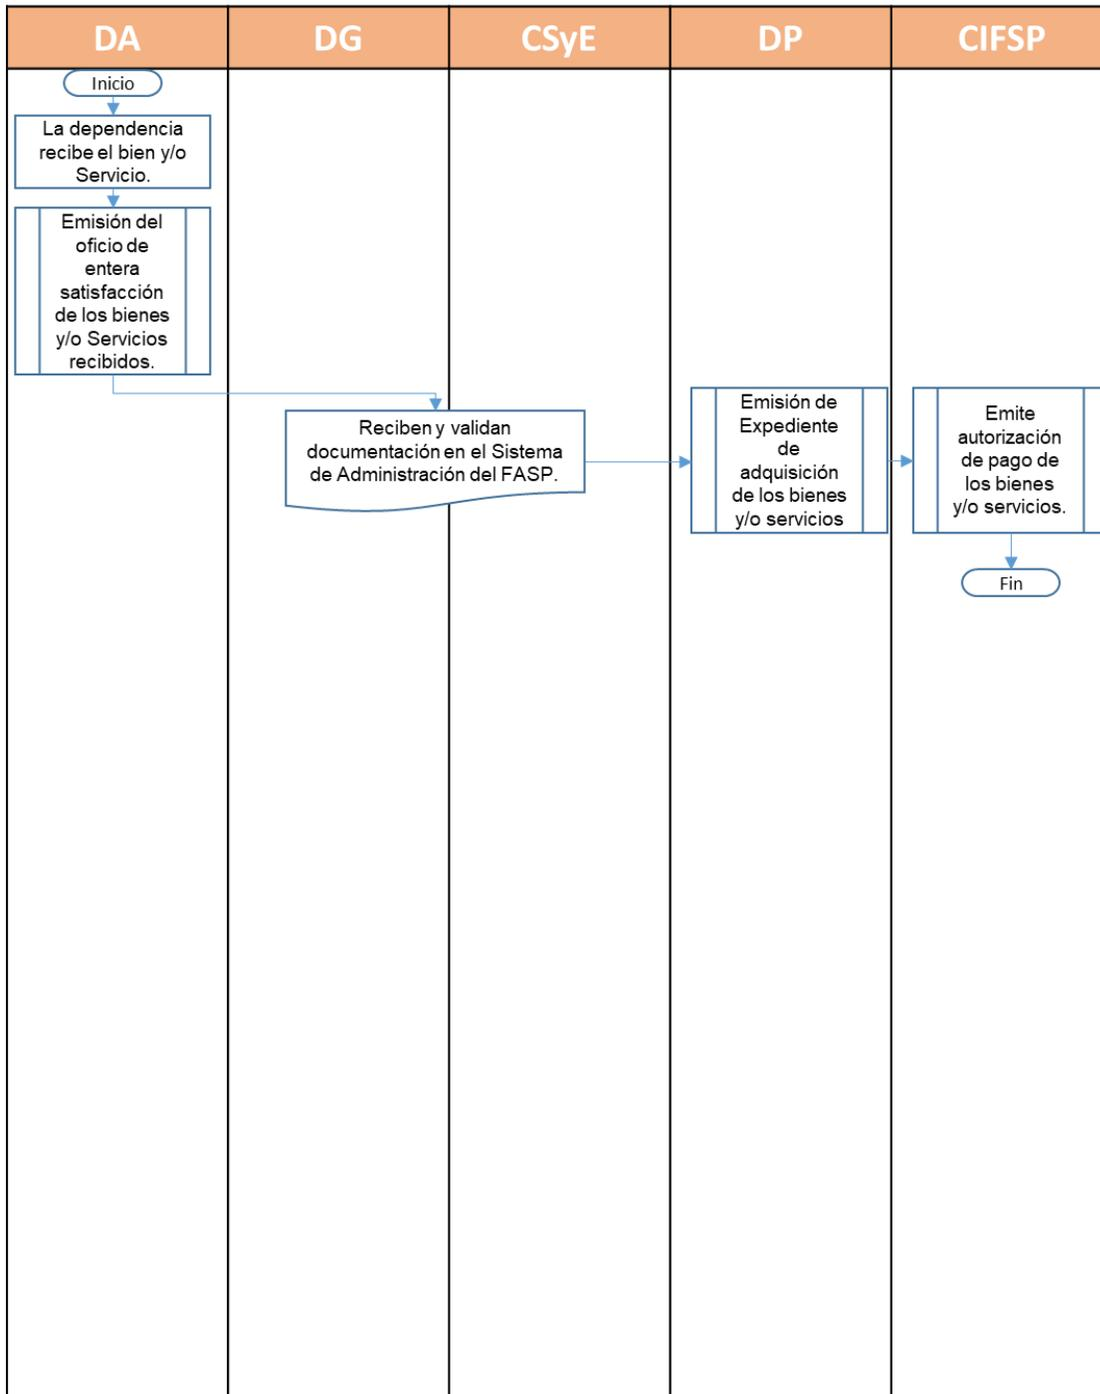 DA
DG
CSyE
DP
CIFSP
Inicio
La dependencia
recibe el bien y/o
Servicio.
Emisión del
oficio de
entera
satisfacción
de los bienes
y/o Servicios
recibidos.
Reciben y validan
documentación en el Sistema
de Administración del FASP.
Emisión de
Expediente
de
adquisición
de los bienes
y/o servicios
Emite
autorización
de pago de
los bienes
y/o servicios.
Fin